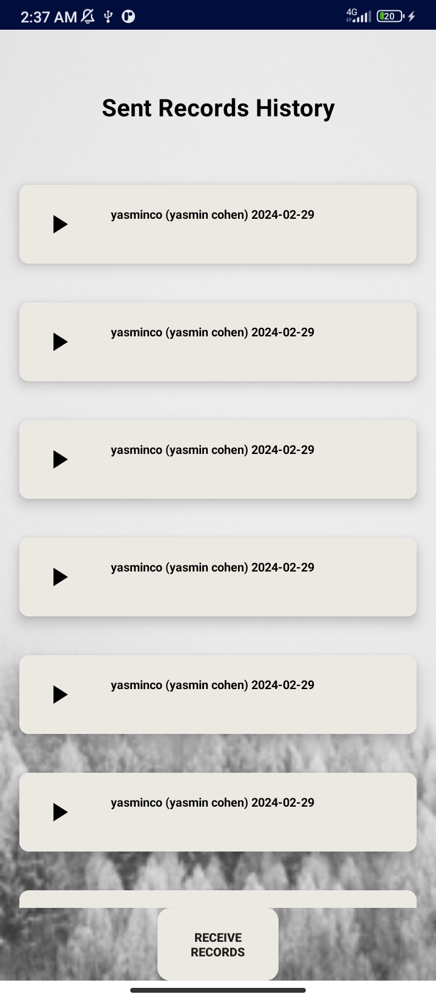 2:37 AM
4G
20
Sent Records History
yasminco (yasmin cohen) 2024-02-29
yasminco (yasmin cohen) 2024-02-29
yasminco (yasmin cohen) 2024-02-29
yasminco (yasmin cohen) 2024-02-29
yasminco (yasmin cohen) 2024-02-29
yasminco (yasmin cohen) 2024-02-29
RECEIVE
RECORDS